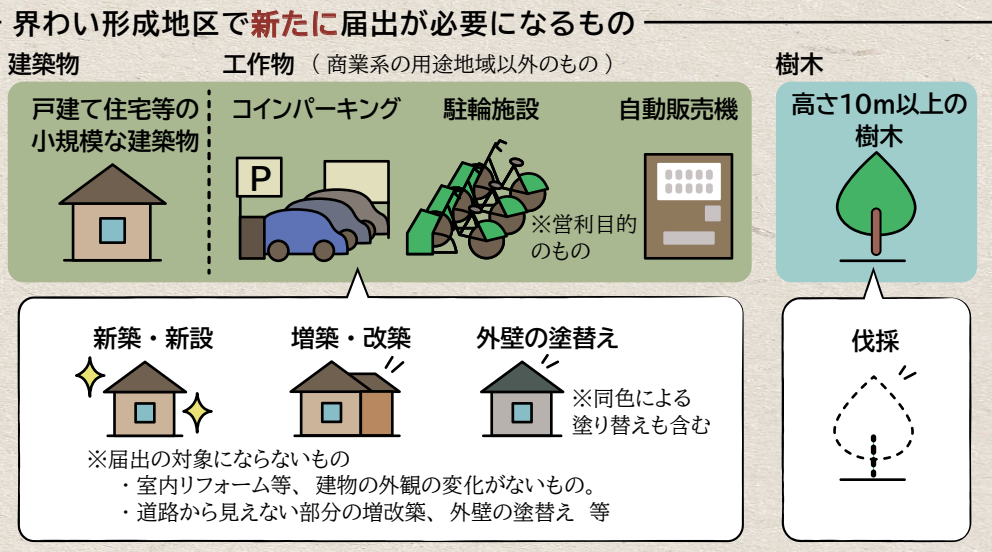 界わい形成地区で新たに届出が必要になるもの
建築物
工作物（商業系の用途地域以外のもの）
樹木
戸建て住宅等の
小規模な建築物
コインパーキング
駐輪施設
自動販売機
高さ10m以上の
樹木
P
※営利目的
のもの
新築・新設
増築・改築
外壁の塗替え
伐採
※同色による
塗り替えも含む
※届出の対象にならないもの
・室内リフォーム等、建物の外観の変化がないもの。
・道路から見えない部分の増改築、外壁の塗替え 等